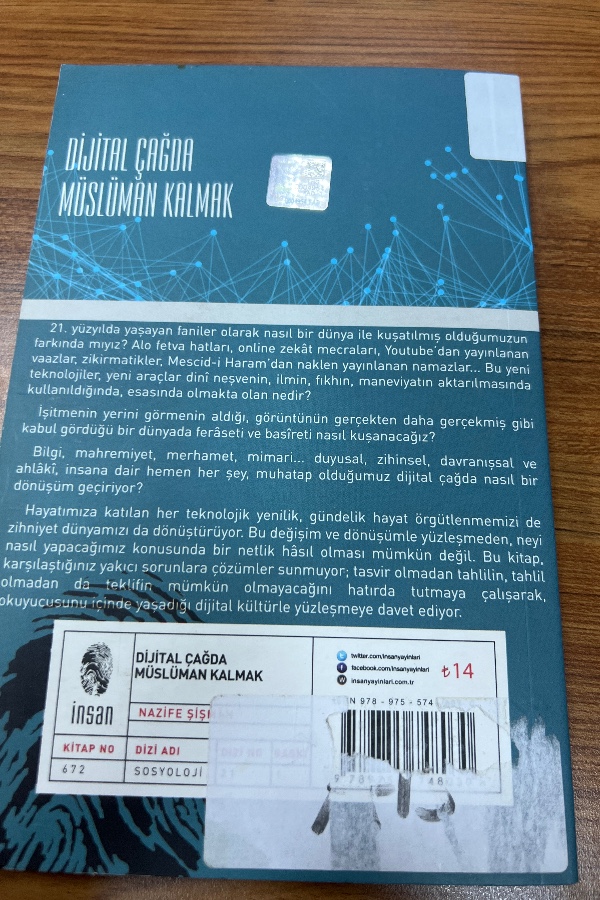 DİJİTAL ÇAĞDA
MÜSLÜMAN KALMAK
21. yüzyılda yaşayan faniler olarak nasıl bir dünya ile kuşatılmış olduğumuzun
farkında mıyız? Alo fetva hatları, online zekât mecraları, Youtube'dan yayınlanan
vaazlar, zikirmatikler, Mescid-i Haram'dan naklen yayınlanan namazlar... Bu yeni
teknolojiler, yeni araçlar dinî neşvenin, ilmin, fıkhın, maneviyatın aktarılmasında
kullanıldığında, esasında olmakta olan nedir?
İşitmenin yerini görmenin aldığı, görüntünün gerçekten daha gerçekmiş gibi
kabul gördüğü bir dünyada ferâseti ve basîreti nasıl kuşanacağız?
Bilgi, mahremiyet, merhamet, mimari... duyusal, zihinsel, davranışsal ve
ahlâkî, insana dair hemen her şey, muhatap olduğumuz dijital çağda nasıl bir
dönüşüm geçiriyor?
Hayatımıza katılan her teknolojik yenilik, gündelik hayat örgütlenmemizi de
zihniyet dünyamızı da dönüştürüyor. Bu değişim ve dönüşümle yüzleşmeden, neyi
nasıl yapacağımız konusunda bir netlik hâsıl olması mümkün değil. Bu kitap,
karşılaştığınız yakıcı sorunlara çözümler sunmuyor; tasvir olmadan tahlilin, tahlil
olmadan da teklifin mümkün olmayacağını hatırda tutmaya çalışarak,
okuyucusunu içinde yaşadığı dijital kültürle yüzleşmeye davet ediyor.
insan
DİJİTAL ÇAĞDA
MÜSLÜMAN KALMAK
twitter.com/insanyayinlari
facebook.com/insanyayinlari
insanyayinlari.com.tr
₺14
NAZİFE
978 - 975 - 574
KİTAP NO
DİZİ ADI
672
SOSYOLOJİ